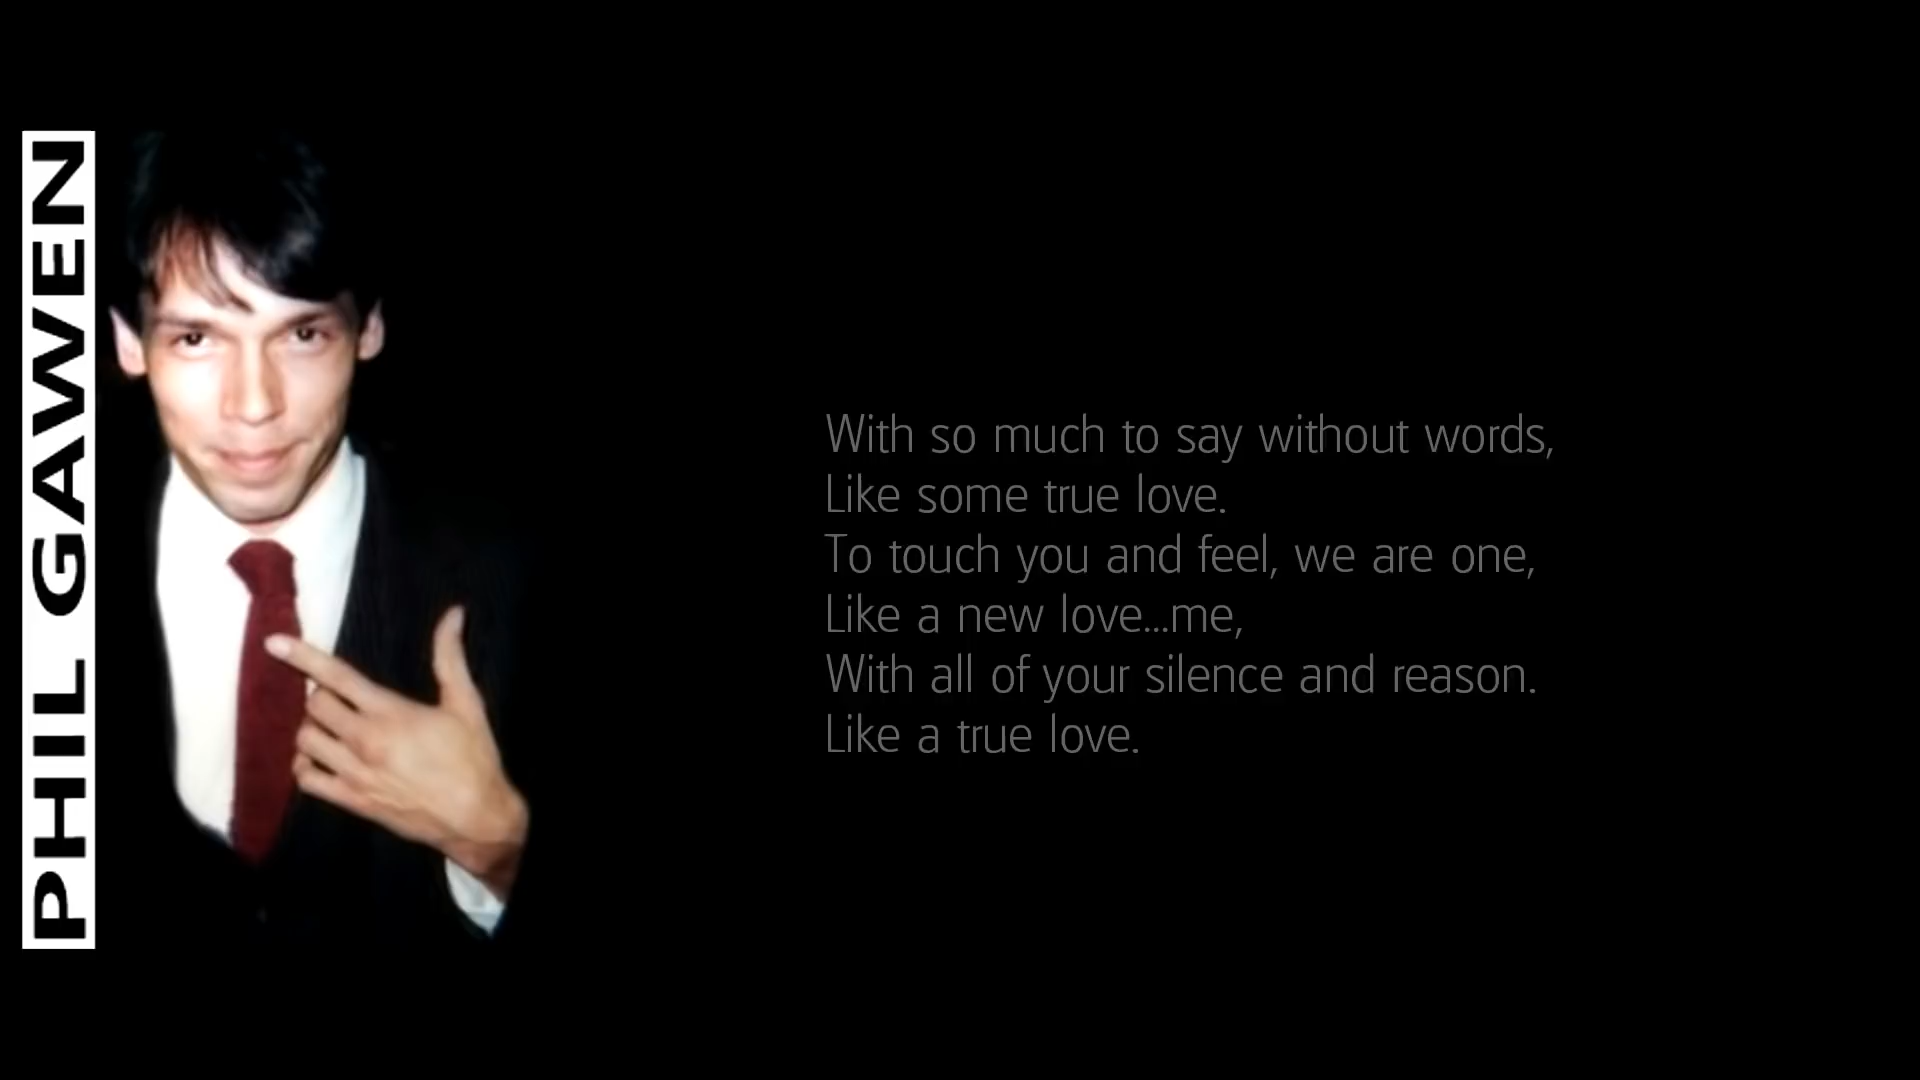 PHIL GAWEN
With so much to say without words,
Like some true love.
To touch you and feel, we are one,
Like a new love...me,
With all of your silence and reason.
Like a true love.